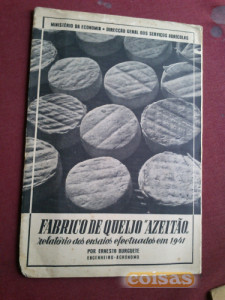 MINISTÉRIO DA ECONOMIA • DIRECÇÃO GERAL DOS SERVIÇOS AGRÍCOLAS
FABRICO DE QUEIJO "AZEITÃO"
relatório dos ensaios efectuados em 1941
POR ERNESTO BORGUETE
ENGENHEIRO-AGRÓNOMO
coisas